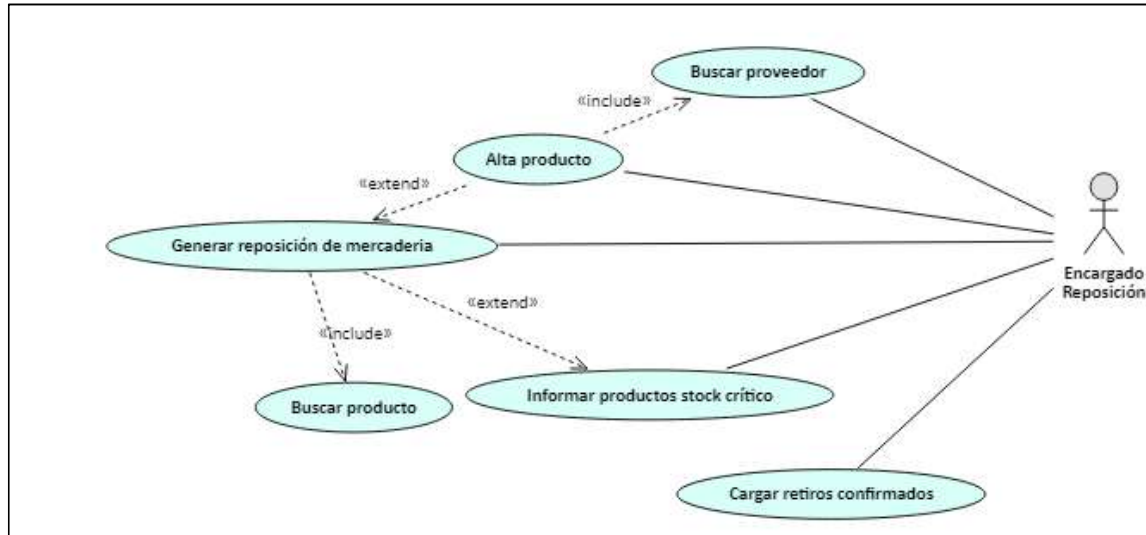 Buscar proveedor
«include»
Alta producto
«extend»
Generar reposición de mercaderia
Encargado
Reposición
«extend»
«include»
Informar productos stock crítico
Buscar producto
Cargar retiros confirmados